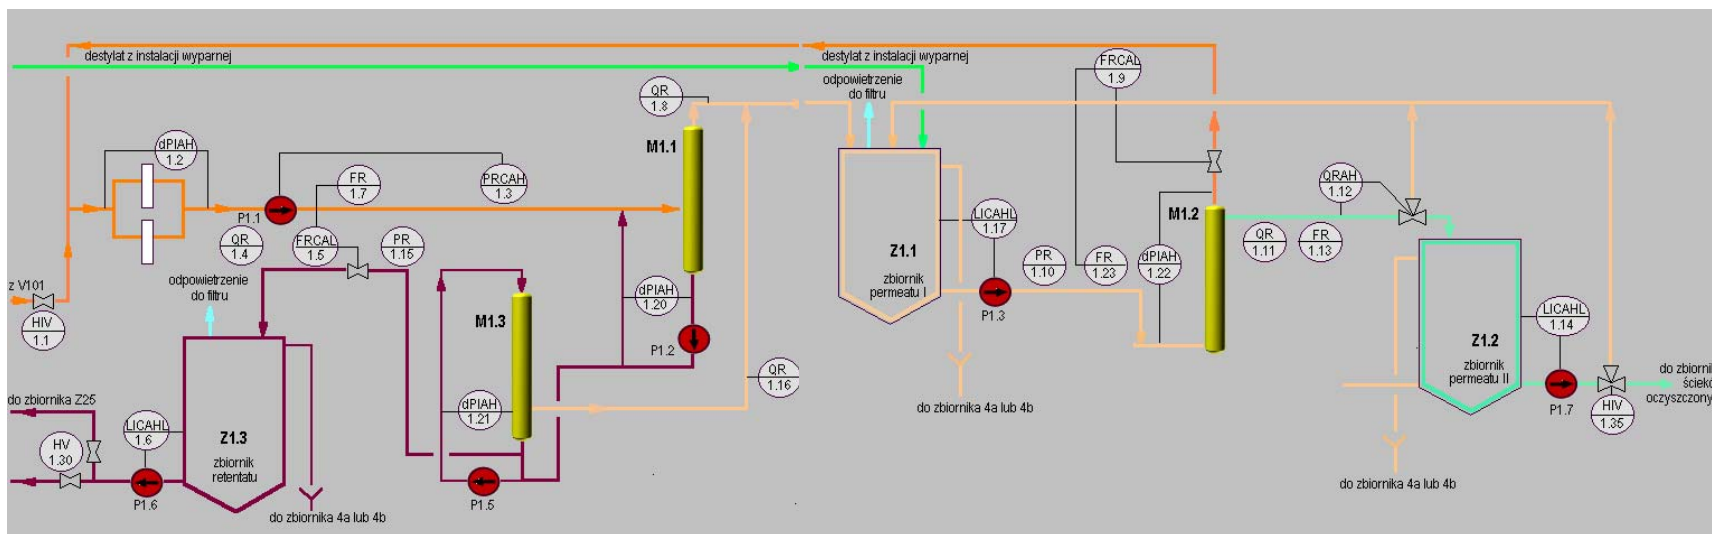 destylat z instalacji wyparnej
destylat z instalacji wyparnej
FRCAL
1.9
odpowietrzenie
do filtru
QR
1.8
dPIAH
1.2
M1.1
FR
1.7
PRCAH
1.3
QRAH
1.12
P1.1
QR
1.4
FRCAL
1.5
PR
1.15
LICAHL
1.17
M1.2
QR
1.11
FR
1.13
Z1.1
zbiornik
permeatu I
PR
1.10
FR
1.23
dPIAH
1.22
odpowietrzenie
do filtru
z V101
HIV
1.1
dPIAH
1.20
M1.3
P1.2
P1.3
LICAHL
1.14
Z1.2
zbiornik
permeatu II
QR
1.16
do zbiornik
oczyszczony
P1.7
HIV
1.35
do zbiornika Z25
dPIAH
1.21
do zbiornika 4a lub 4b
LICAHL
1.6
Z1.3
zbiornik
retentatu
HV
1.30
P1.6
P1.5
do zbiornika 4a lub 4b
do zbiornika 4a lub 4b